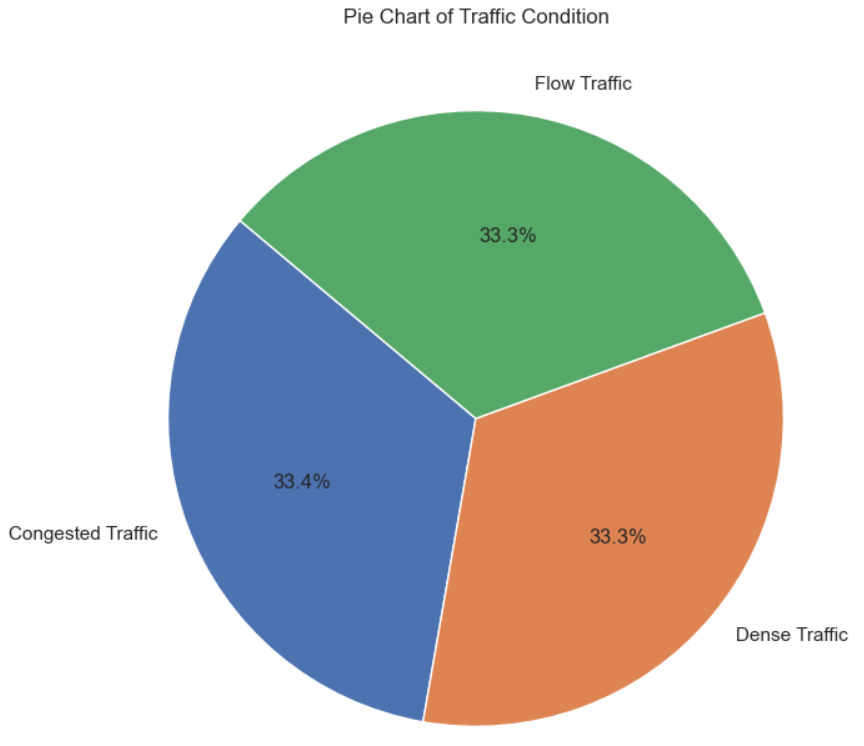 Pie Chart of Traffic Condition
Flow Traffic
33.3%
33.4%
Congested Traffic
33.3%
Dense Traffic